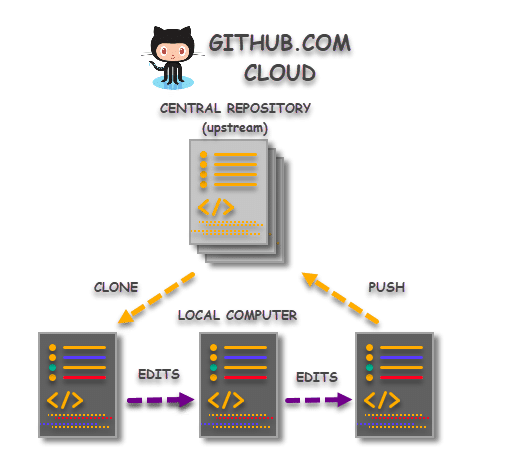 GITHUB.COM
CLOUD
CENTRAL REPOSITORY
(upstream)
</>
CLONE
PUSH
LOCAL COMPUTER
EDITS
EDITS
</>
</>
</>